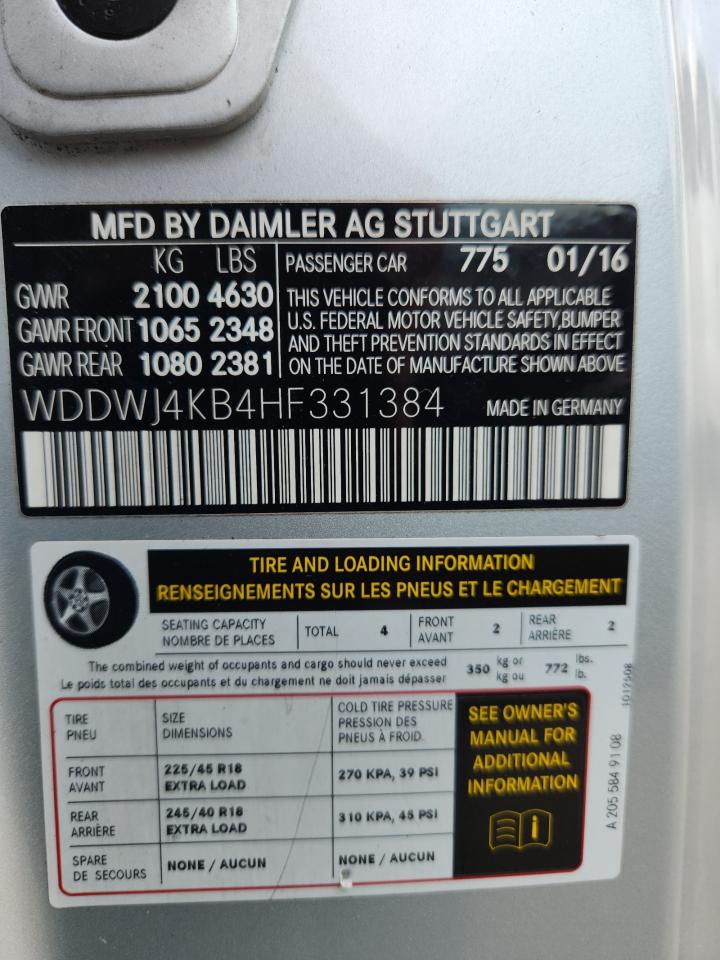 MFD BY DAIMLER AG STUTTGART
KG LBS
GVWR 2100 4630
GAWR FRONT 1065 2348
GAWR REAR 1080 2381
PASSENGER CAR 775 01/16
THIS VEHICLE CONFORMS TO ALL APPLICABLE
U.S. FEDERAL MOTOR VEHICLE SAFETY,BUMPER
AND THEFT PREVENTION STANDARDS IN EFFECT
ON THE DATE OF MANUFACTURE SHOWN ABOVE
WDDWJ4KB4HF331384 MADE IN GERMANY
TIRE AND LOADING INFORMATION
RENSEIGNEMENTS SUR LES PNEUS ET LE CHARGEMENT
SEATING CAPACITY
NOMBRE DE PLACES
TOTAL 4
FRONT
AVANT
2
REAR
ARRIÈRE
2
The combined weight of occupants and cargo should never exceed
Le poids total des occupants et du chargement ne doit jamais dépasser
350 kg or
kg ou
772 lbs.
lb.
TIRE
PNEU
SIZE
DIMENSIONS
COLD TIRE PRESSURE
PRESSION DES
PNEUS À FROID.
FRONT
AVANT
225/45 R18
EXTRA LOAD
270 KPA, 39 PSI
REAR
ARRIÈRE
245/40 R18
EXTRA LOAD
310 KPA, 45 PSI
SPARE
DE SECOURS
NONE / AUCUN
NONE / AUCUN
SEE OWNER'S
MANUAL FOR
ADDITIONAL
INFORMATION
i
A 205 584 91 08
1012508